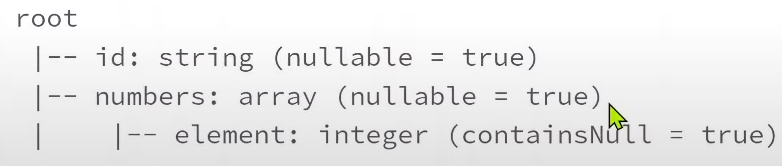 root
 |-- id: string (nullable = true)
 |-- numbers: array (nullable = true)
 |    |-- element: integer (containsNull = true)